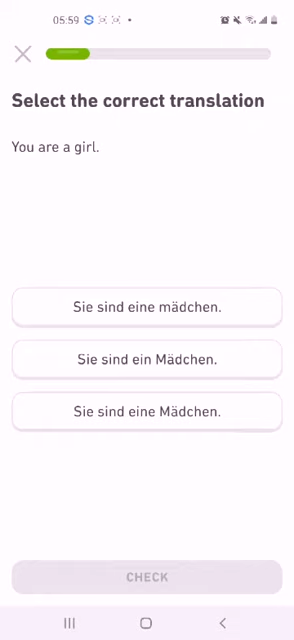 05:59
Select the correct translation
You are a girl.
Sie sind eine mädchen.
Sie sind ein Mädchen.
Sie sind eine Mädchen.
CHECK